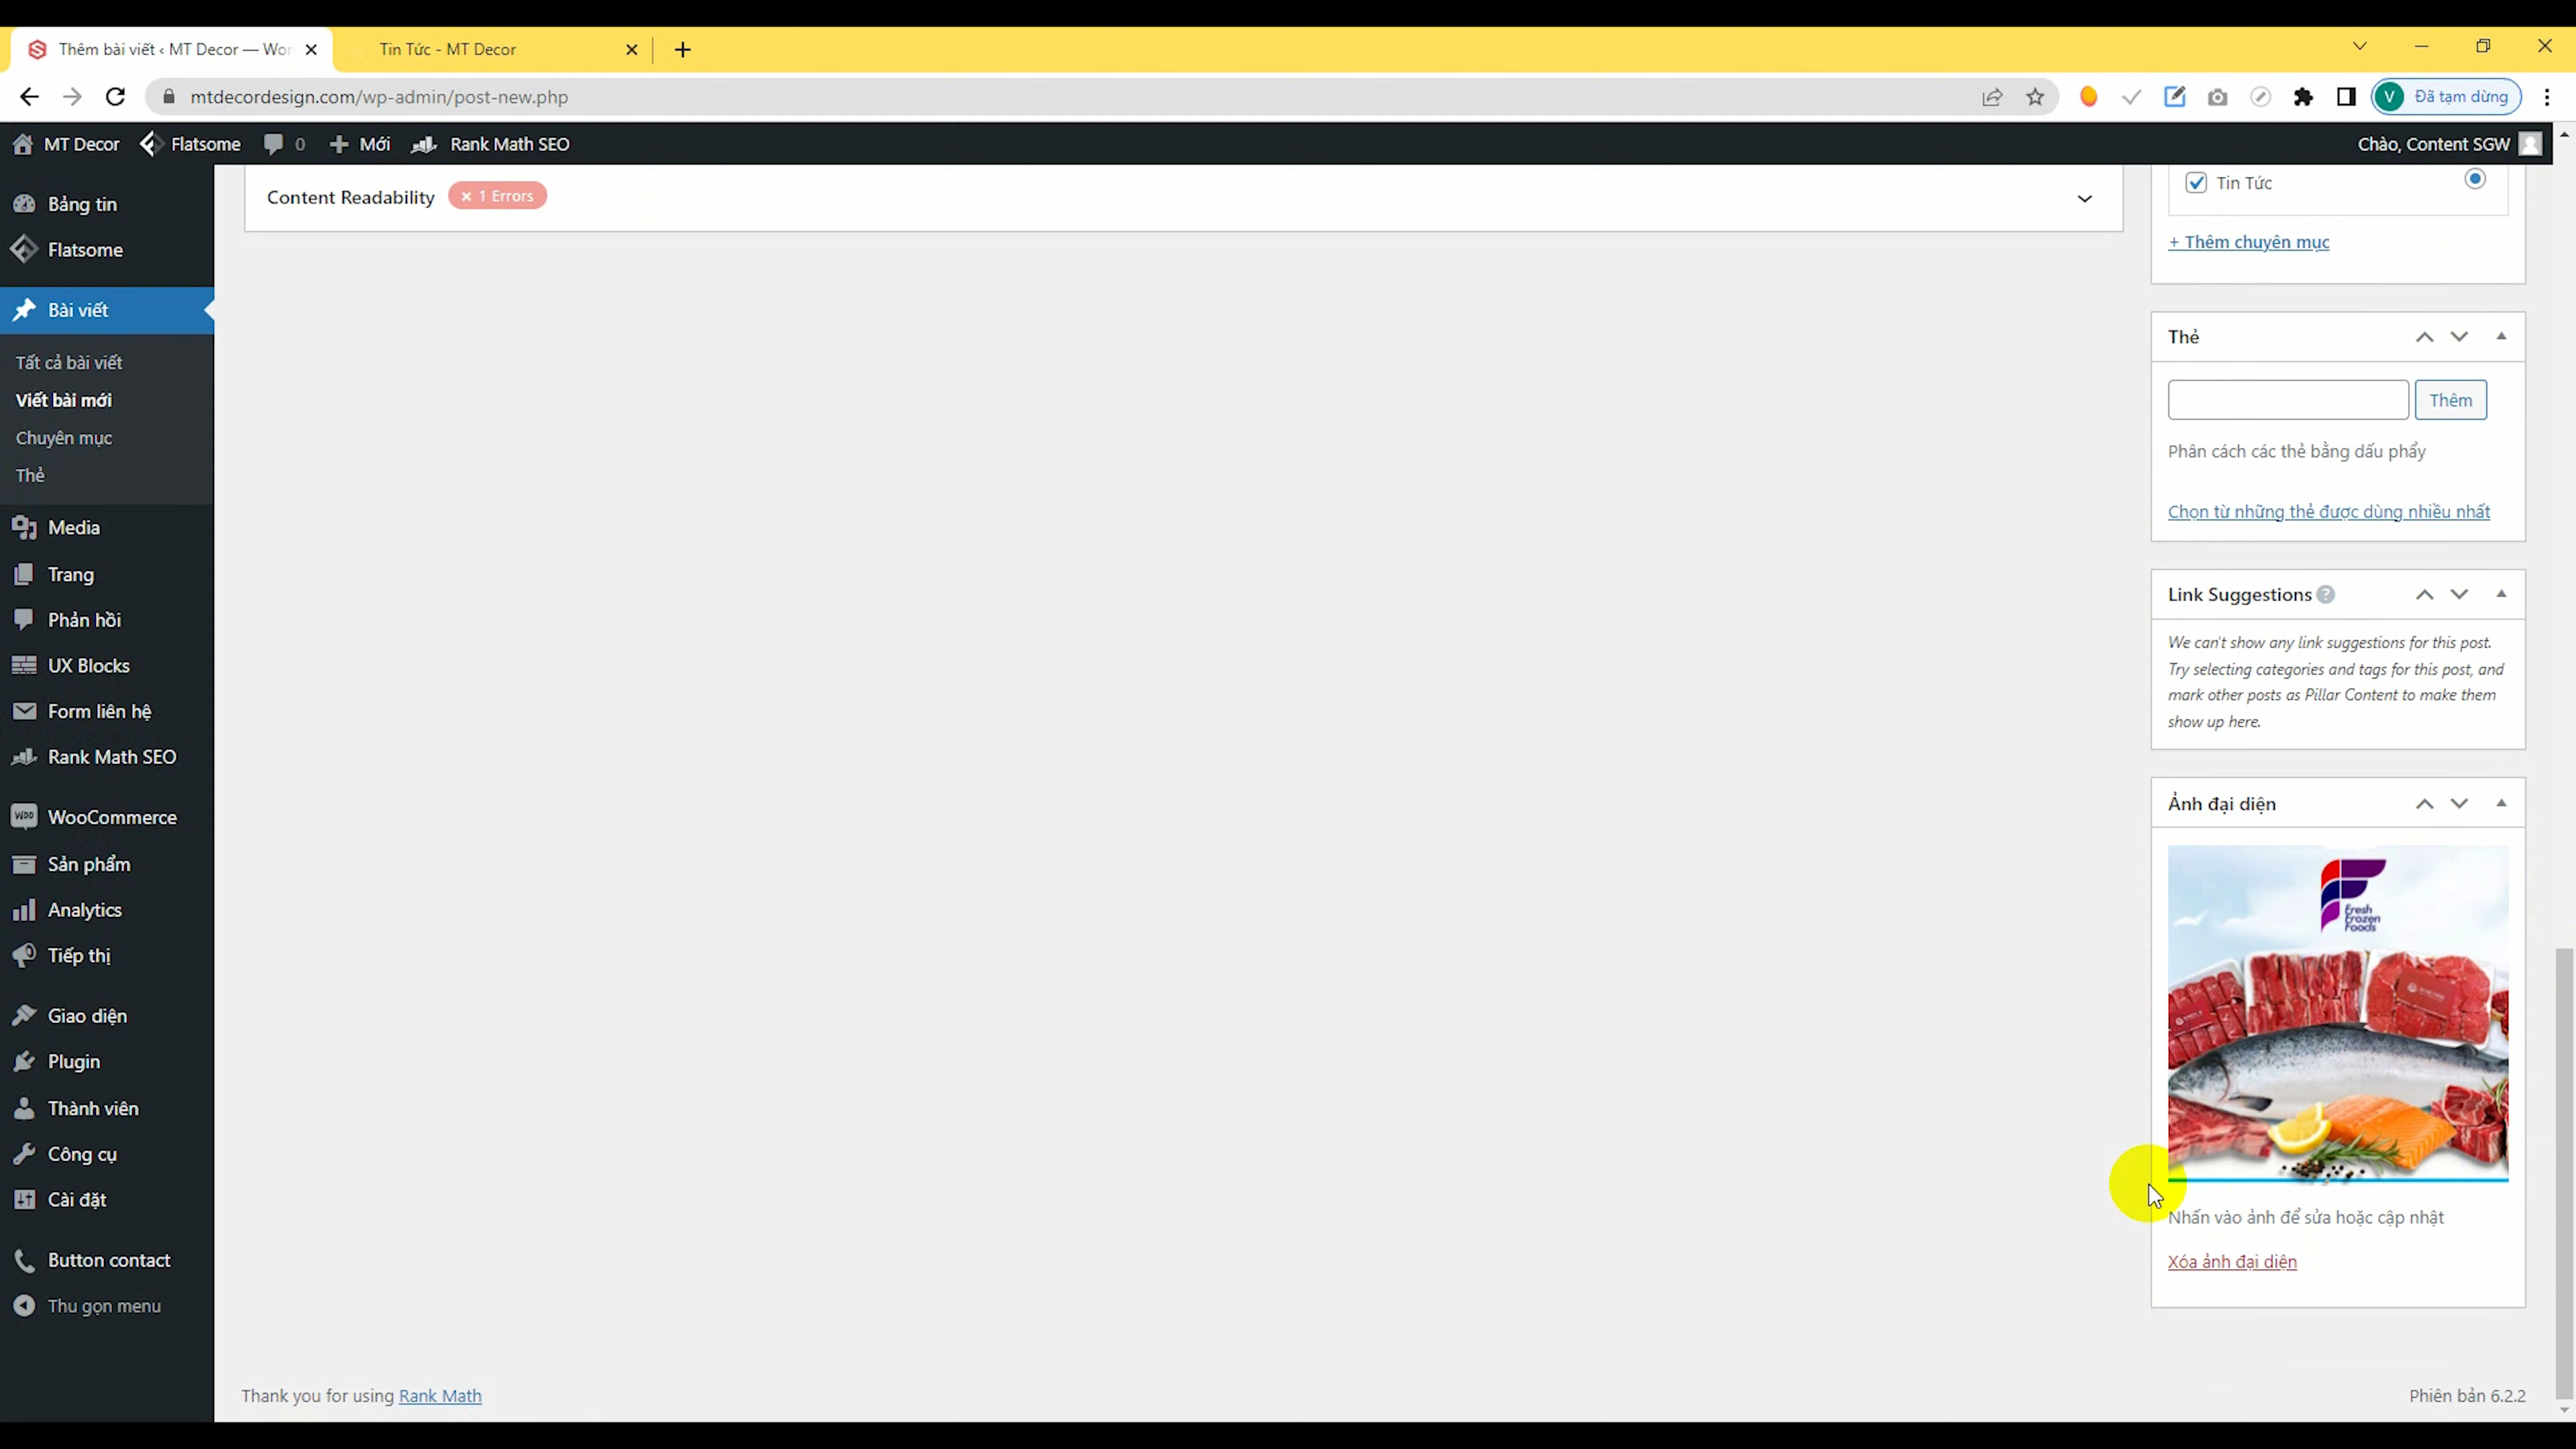 Thêm bài viết ‹ MT Decor — Wor
Tin Tức - MT Decor
mtdecordesign.com/wp-admin/post-new.php
V Đã tạm dừng
MT Decor
Flatsome
0
Mới
Rank Math SEO
Chào, Content SGW
Bảng tin
Flatsome
Bài viết
Tất cả bài viết
Viết bài mới
Chuyên mục
Thẻ
Media
Trang
Phản hồi
UX Blocks
Form liên hệ
Rank Math SEO
WooCommerce
Sản phẩm
Analytics
Tiếp thị
Giao diện
Plugin
Thành viên
Công cụ
Cài đặt
Button contact
Thu gọn menu
Content Readability × 1 Errors
Tin Tức
+ Thêm chuyên mục
Thẻ
Thêm
Phân cách các thẻ bằng dấu phẩy
Chọn từ những thẻ được dùng nhiều nhất
Link Suggestions ?
We can't show any link suggestions for this post.
Try selecting categories and tags for this post, and
mark other posts as Pillar Content to make them
show up here.
Ảnh đại diện
Fresh
Frozen
Foods
Nhấn vào ảnh để sửa hoặc cập nhật
Xóa ảnh đại diện
Thank you for using Rank Math
Phiên bản 6.2.2